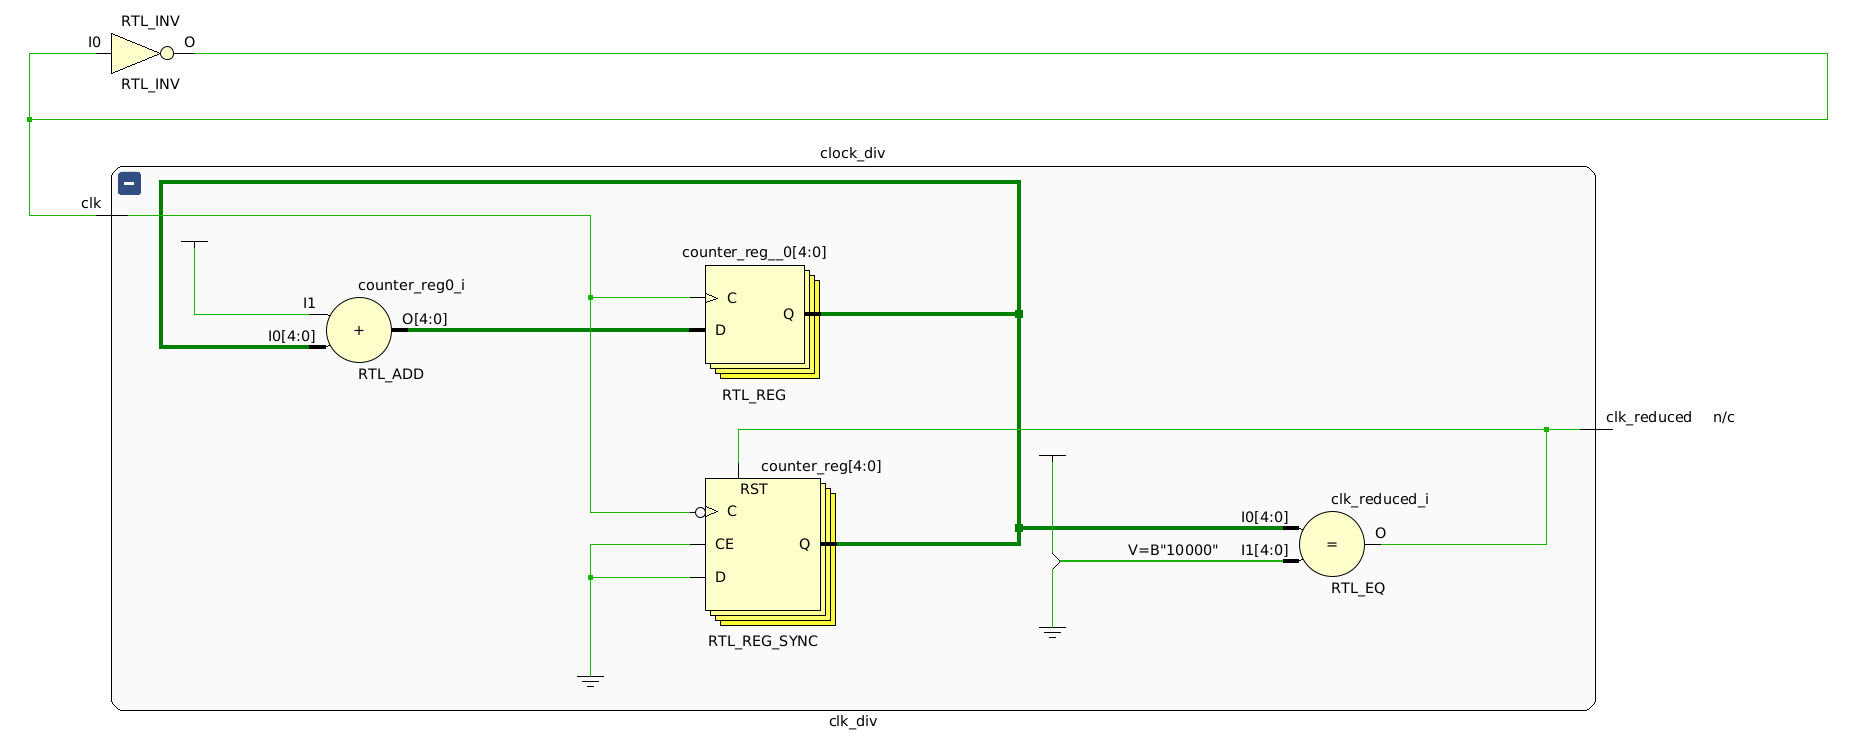 RTL_INV
I0
O
RTL_INV
clock_div
clk
counter_reg__0[4:0]
counter_reg0_i
I1
C
O[4:0]
Q
+
D
I0[4:0]
RTL_ADD
RTL_REG
clk_reduced n/c
counter_reg[4:0]
RST
clk_reduced_i
C
I0[4:0]
O
CE
Q
=
V=B"10000" I1[4:0]
D
RTL_EQ
RTL_REG_SYNC
clk_div